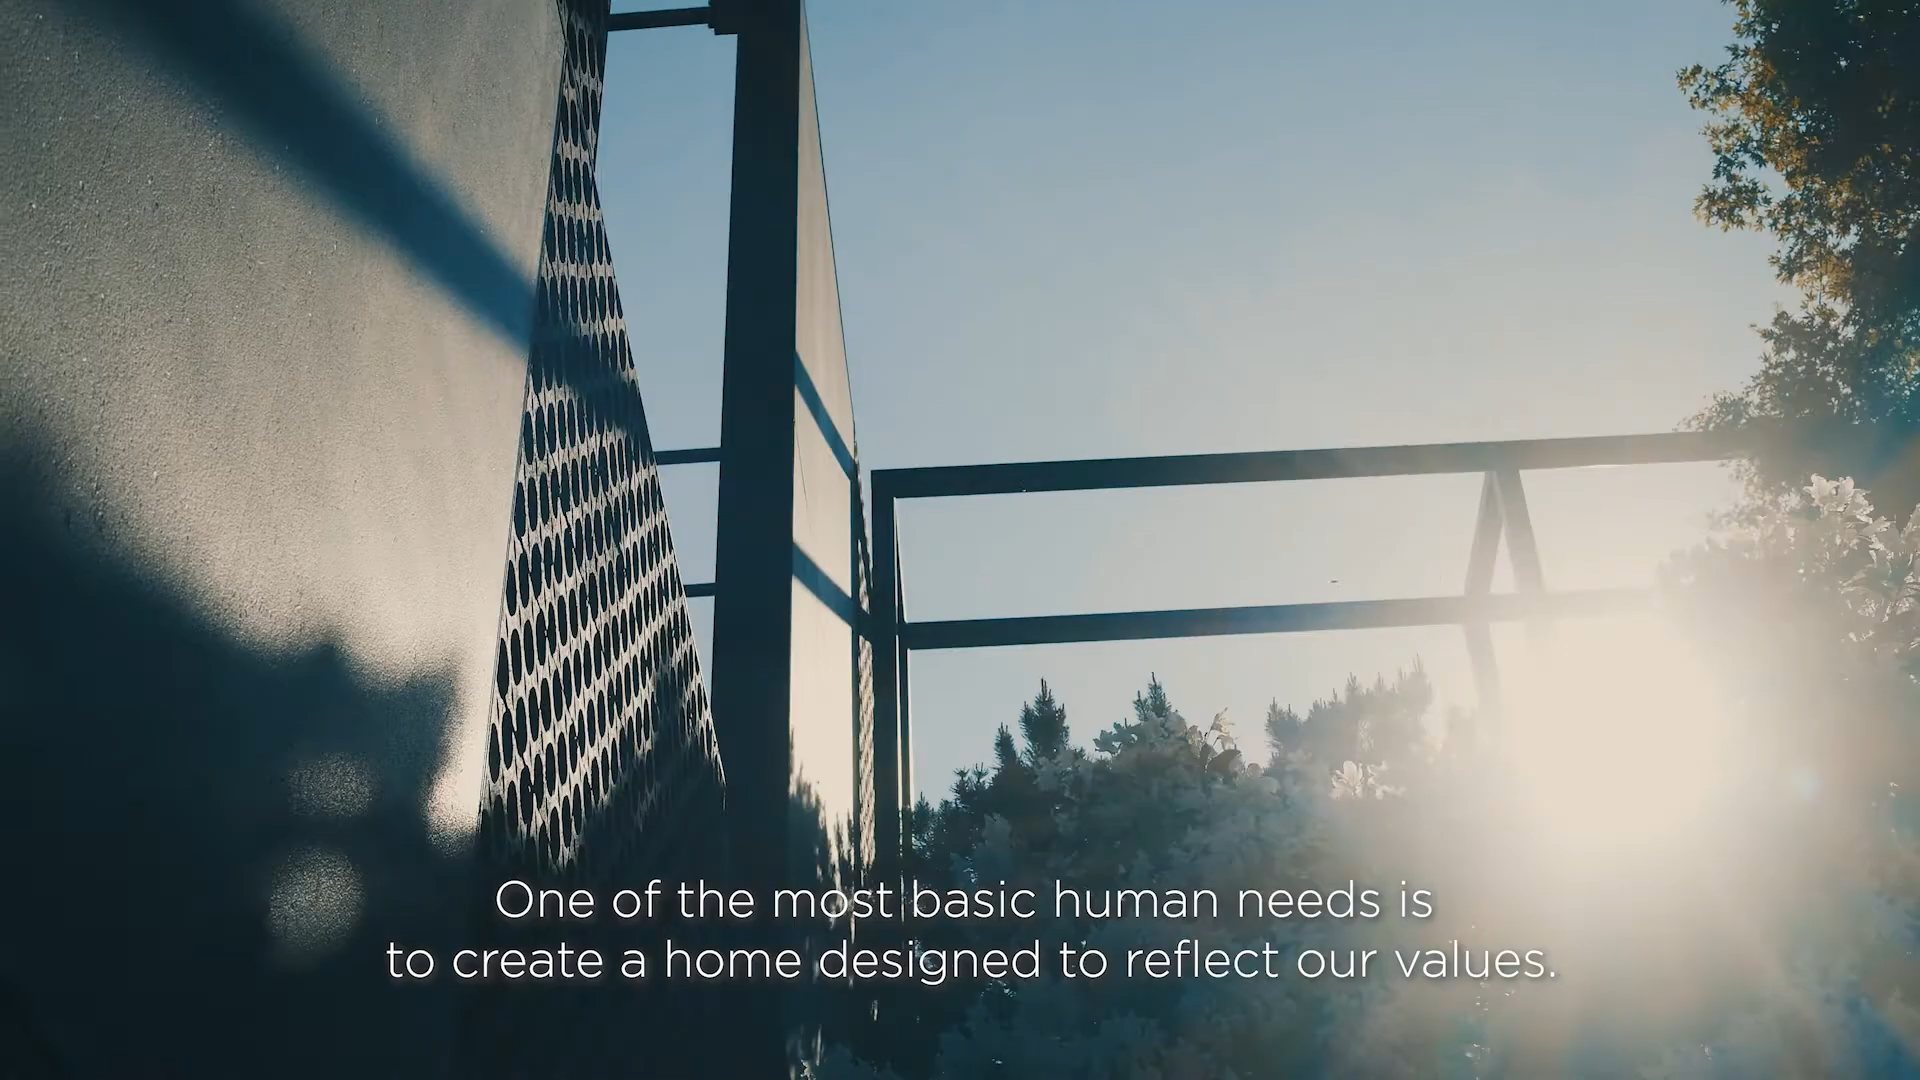 One of the most basic human needs is
to create a home designed to reflect our values.